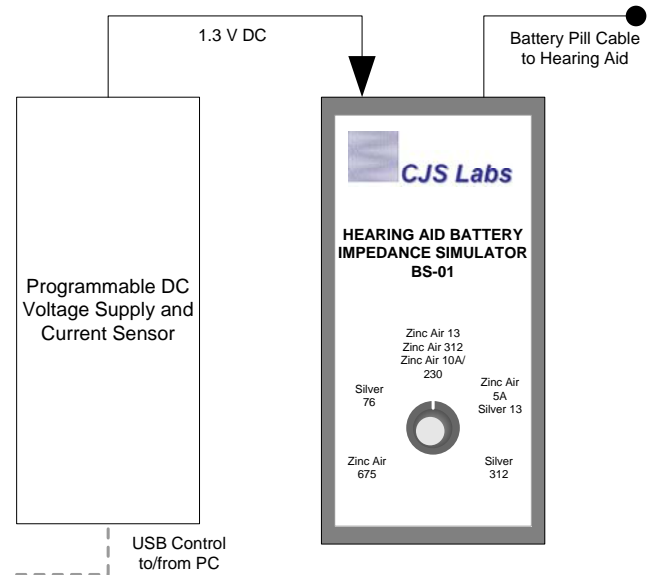 1.3 V DC
Battery Pill Cable
to Hearing Aid
CJS Labs
HEARING AID BATTERY
IMPEDANCE SIMULATOR
BS-01
Programmable DC
Voltage Supply and
Current Sensor
Zinc Air 13
Zinc Air 312
Zinc Air 10A/
230
Silver
76
Zinc Air
5A
Silver 13
Zinc Air
675
Silver
312
USB Control
to/from PC